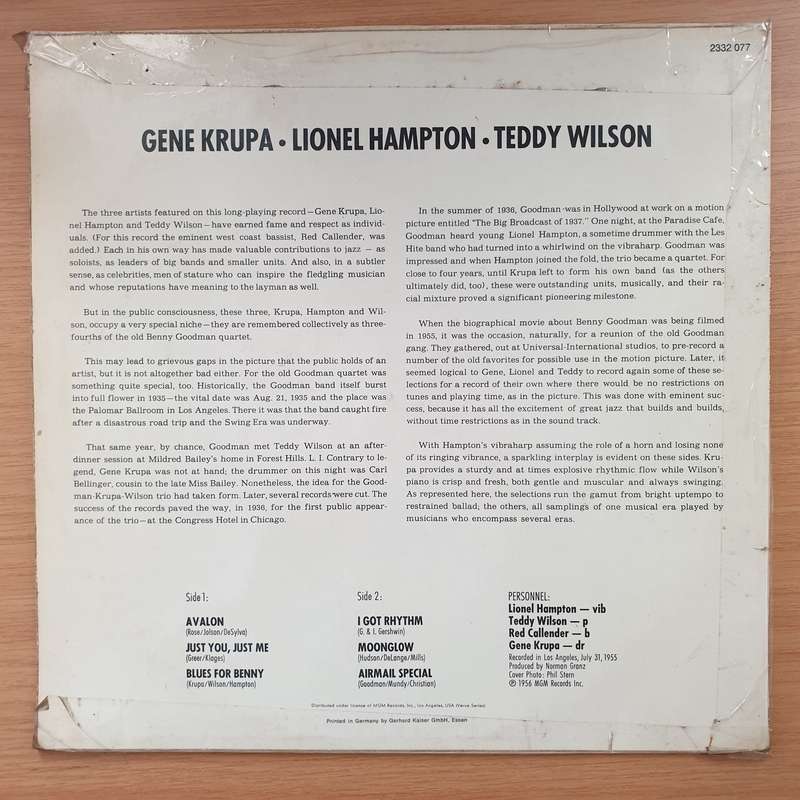 2332 077
GENE KRUPA • LIONEL HAMPTON • TEDDY WILSON
The three artists featured on this long-playing record—Gene Krupa, Lio-
nel Hampton and Teddy Wilson—have earned fame and respect as individ-
uals. (For this record the eminent west coast bassist, Red Callender, was
added.) Each in his own way has made valuable contributions to jazz — as
soloists, as leaders of big bands and smaller units. And also, in a subtler
sense, as celebrities, men of stature who can inspire the fledgling musician
and whose reputations have meaning to the layman as well.
But in the public consciousness, these three, Krupa, Hampton and Wil-
son, occupy a very special niche—they are remembered collectively as three-
fourths of the old Benny Goodman quartet.
This may lead to grievous gaps in the picture that the public holds of an
artist, but it is not altogether bad either. For the old Goodman quartet was
something quite special, too. Historically, the Goodman band itself burst
into full flower in 1935—the vital date was Aug. 21, 1935 and the place was
the Palomar Ballroom in Los Angeles. There it was that the band caught fire
after a disastrous road trip and the Swing Era was underway.
That same year, by chance, Goodman met Teddy Wilson at an after-
dinner session at Mildred Bailey's home in Forest Hills. L. I. Contrary to le-
gend, Gene Krupa was not at hand; the drummer on this night was Carl
Bellinger, cousin to the late Miss Bailey. Nonetheless, the idea for the Good-
man-Krupa-Wilson trio had taken form. Later, several records were cut. The
success of the records paved the way, in 1936, for the first public appear-
ance of the trio—at the Congress Hotel in Chicago.
In the summer of 1936, Goodman was in Hollywood at work on a motion
picture entitled "The Big Broadcast of 1937." One night, at the Paradise Cafe,
Goodman heard young Lionel Hampton, a sometime drummer with the Les
Hite band who had turned into a whirlwind on the vibraharp. Goodman was
impressed and when Hampton joined the fold, the trio became a quartet. For
close to four years, until Krupa left to form his own band (as the others
ultimately did, too), these were outstanding units, musically, and their ra-
cial mixture proved a significant pioneering milestone.
When the biographical movie about Benny Goodman was being filmed
in 1955, it was the occasion, naturally, for a reunion of the old Goodman
gang. They gathered, out at Universal-International studios, to pre-record a
number of the old favorites for possible use in the motion picture. Later, it
seemed logical to Gene, Lionel and Teddy to record again some of these se-
lections for a record of their own where there would be no restrictions on
tunes and playing time, as in the picture. This was done with eminent suc-
cess, because it has all the excitement of great jazz that builds and builds,
without time restrictions as in the sound track.
With Hampton's vibraharp assuming the role of a horn and losing none
of its ringing vibrance, a sparkling interplay is evident on these sides. Kru-
pa provides a sturdy and at times explosive rhythmic flow while Wilson's
piano is crisp and fresh, both gentle and muscular and always swinging.
As represented here, the selections run the gamut from bright uptempo to
restrained ballad; the others, all samplings of one musical era played by
musicians who encompass several eras.
Side 1:
AVALON
(Rose/Jolson/DeSylva)
JUST YOU, JUST ME
(Greer/Klages)
BLUES FOR BENNY
(Krupa/Wilson/Hampton)
Side 2:
I GOT RHYTHM
(G. & I. Gershwin)
MOONGLOW
(Hudson/DeLange/Mills)
AIRMAIL SPECIAL
(Goodman/Mundy/Christian)
PERSONNEL:
Lionel Hampton — vib
Teddy Wilson — p
Red Callender — b
Gene Krupa — dr
Recorded in Los Angeles, July 31, 1955
Produced by Norman Granz
Cover Photo: Phil Stern
℗ 1956 MGM Records Inc.
Distributed under license of MGM Records, Inc., Los Angeles, USA (Verve Series)
Printed in Germany by Gerhard Kaiser GmbH, Essen